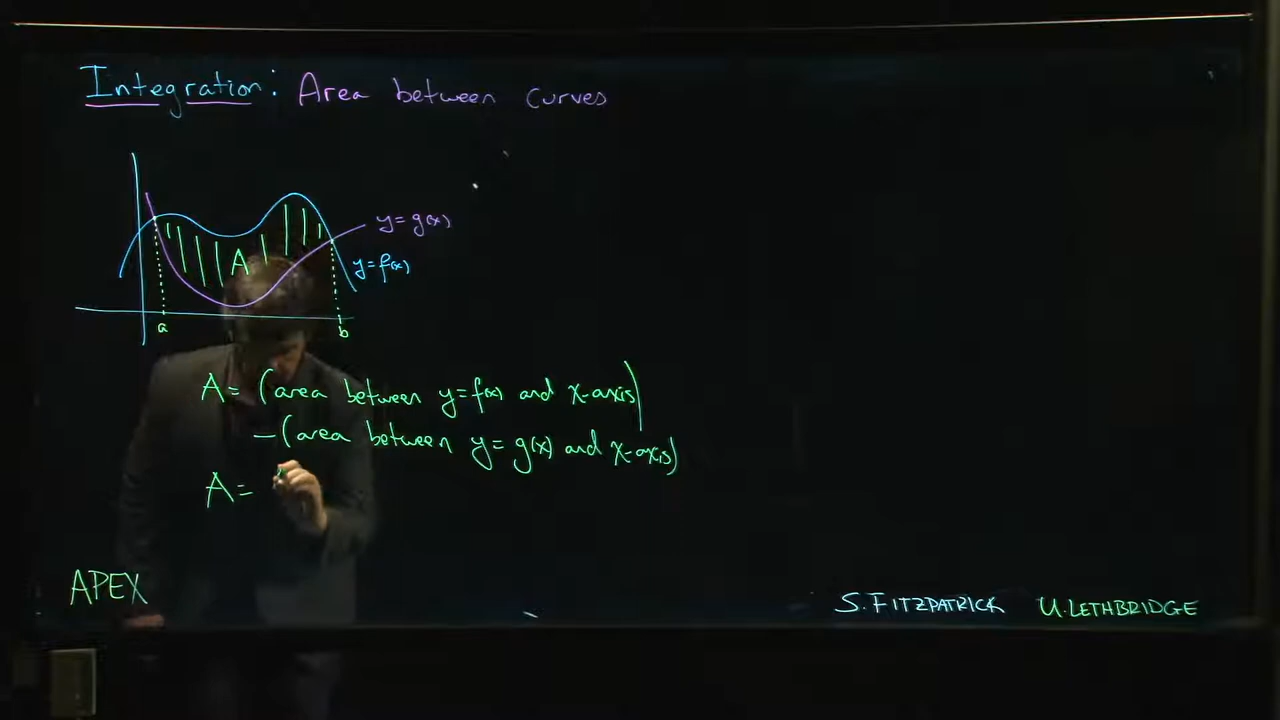 Integration: Area between curves
y=g(x)
A
y=f(x)
a
b
A= (area between y=f(x) and x-axis)
-(area between y=g(x) and x-axis)
A=
APEX
S. FITZPATRICK U. LETHBRIDGE